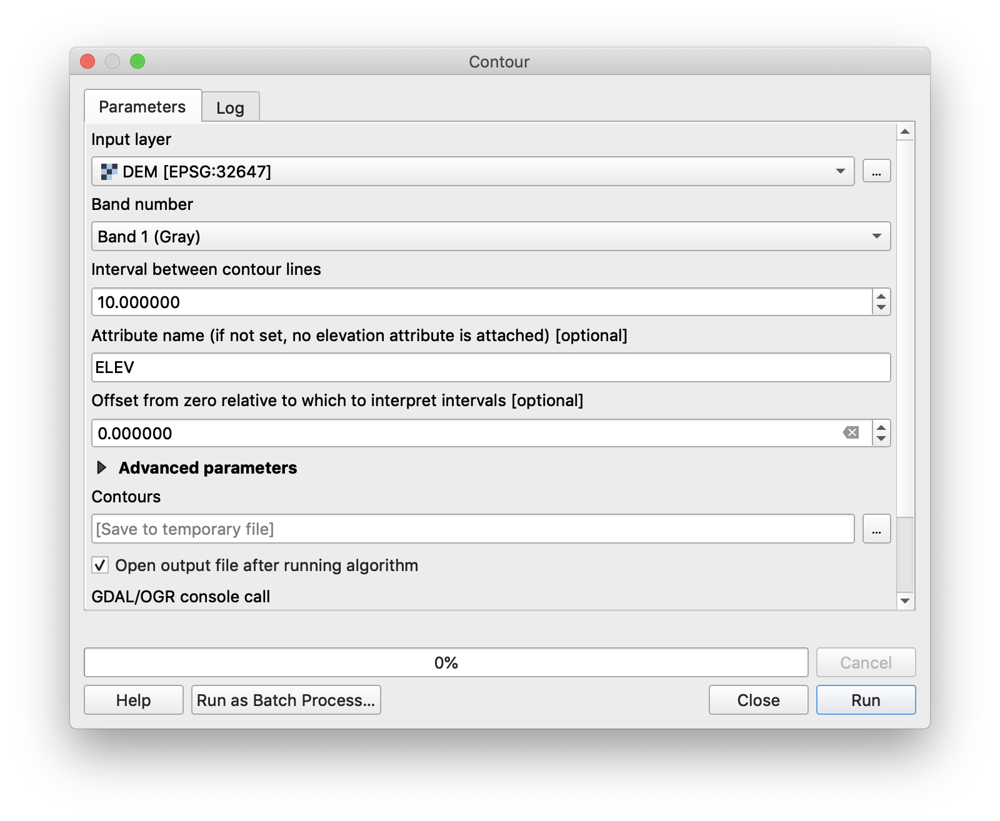 Contour
Parameters
Log
Input layer
DEM [EPSG:32647]
...
Band number
Band 1 (Gray)
Interval between contour lines
10.000000
Attribute name (if not set, no elevation attribute is attached) [optional]
ELEV
Offset from zero relative to which to interpret intervals [optional]
0.000000
Advanced parameters
Contours
[Save to temporary file]
...
Open output file after running algorithm
GDAL/OGR console call
0%
Cancel
Help
Run as Batch Process...
Close
Run